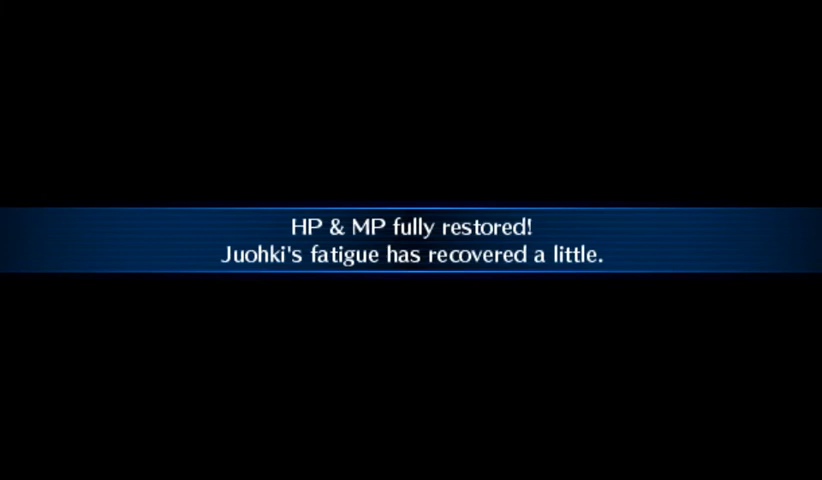 HP & MP fully restored!
Juohki's fatigue has recovered a little.